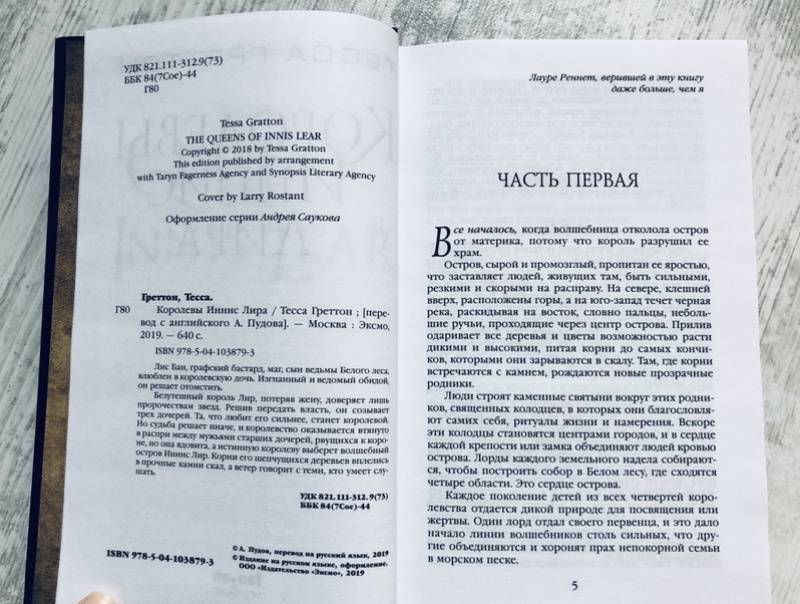 УДК 821.111-312.9(73)
ББК 84(7Сое)-44
Г80
Tessa Gratton
THE QUEENS OF INNIS LEAR
Copyright © 2018 by Tessa Gratton
This edition published by arrangement
with Taryn Fagerness Agency and Synopsis Literary Agency
Cover by Larry Rostant
Оформление серии Андрея Саукова
Греттон, Тесса.
Г80 Королевы Иннис Лира / Тесса Греттон ; [пере-
вод с английского А. Пудова]. — Москва : Эксмо,
2019. — 640 с.
ISBN 978-5-04-103879-3
Лис Бан, графский бастард, маг, сын ведьмы Белого леса,
влюблен в королевскую дочь. Изгнанный и ведомый обидой,
он решает отомстить.
Безутешный король Лир, потеряв жену, доверяет лишь
пророчествам звезд. Решив передать власть, он созывает
трех дочерей. Та, что любит его сильнее, станет королевой.
Но судьба решает иначе, и королевство оказывается втянуто
в распри между мужьями старших дочерей, рвущихся к коро-
не, но она ядовита, а истинную королеву выберет волшебный
остров Иннис Лир. Корни его шепчущихся деревьев вплелись
в прочные камни скал, а ветер говорит с теми, кто умеет слу-
шать.
УДК 821.111-312.9(73)
ББК 84(7Сое)-44
ISBN 978-5-04-103879-3
© А. Пудов, перевод на русский язык, 2019
© Издание на русском языке, оформление.
ООО «Издательство «Эксмо», 2019
Лауре Реннет, верившей в эту книгу
даже больше, чем я
ЧАСТЬ ПЕРВАЯ
Все началось, когда волшебница отколола остров
от материка, потому что король разрушил ее
храм.
Остров, сырой и промозглый, пропитан ее яростью,
что заставляет людей, живущих там, быть сильными,
резкими и скорыми на расправу. На севере, клешней
вверх, расположены горы, а на юго-запад течет черная
река, раскидывая на восток, словно пальцы, неболь-
шие ручьи, проходящие через центр острова. Прилив
одаривает все деревья и цветы возможностью расти
дикими и высокими, питая корни до самых кончи-
ков, которыми они зарываются в скалу. Там, где корни
встречаются с камнем, рождаются новые прозрачные
родники.
Люди строят каменные святыни вокруг этих родни-
ков, священных колодцев, в которых они благословля-
ют самих себя, ритуалы жизни и намерения. Вскоре
эти колодцы становятся центрами городов, и в сердце
каждой крепости или замка объединяют людей кровью
острова. Лорды каждого земельного надела собирают-
ся, чтобы построить собор в Белом лесу, где сходятся
четыре области. Это сердце острова.
Каждое поколение детей из всех четвертей коро-
левства отдается дикой природе для посвящения или
жертвы. Один лорд отдал своего первенца, и это дало
начало линии волшебников столь сильных, что дру-
гие объединяются и хоронят прах непокорной семьи
в морском песке.
5